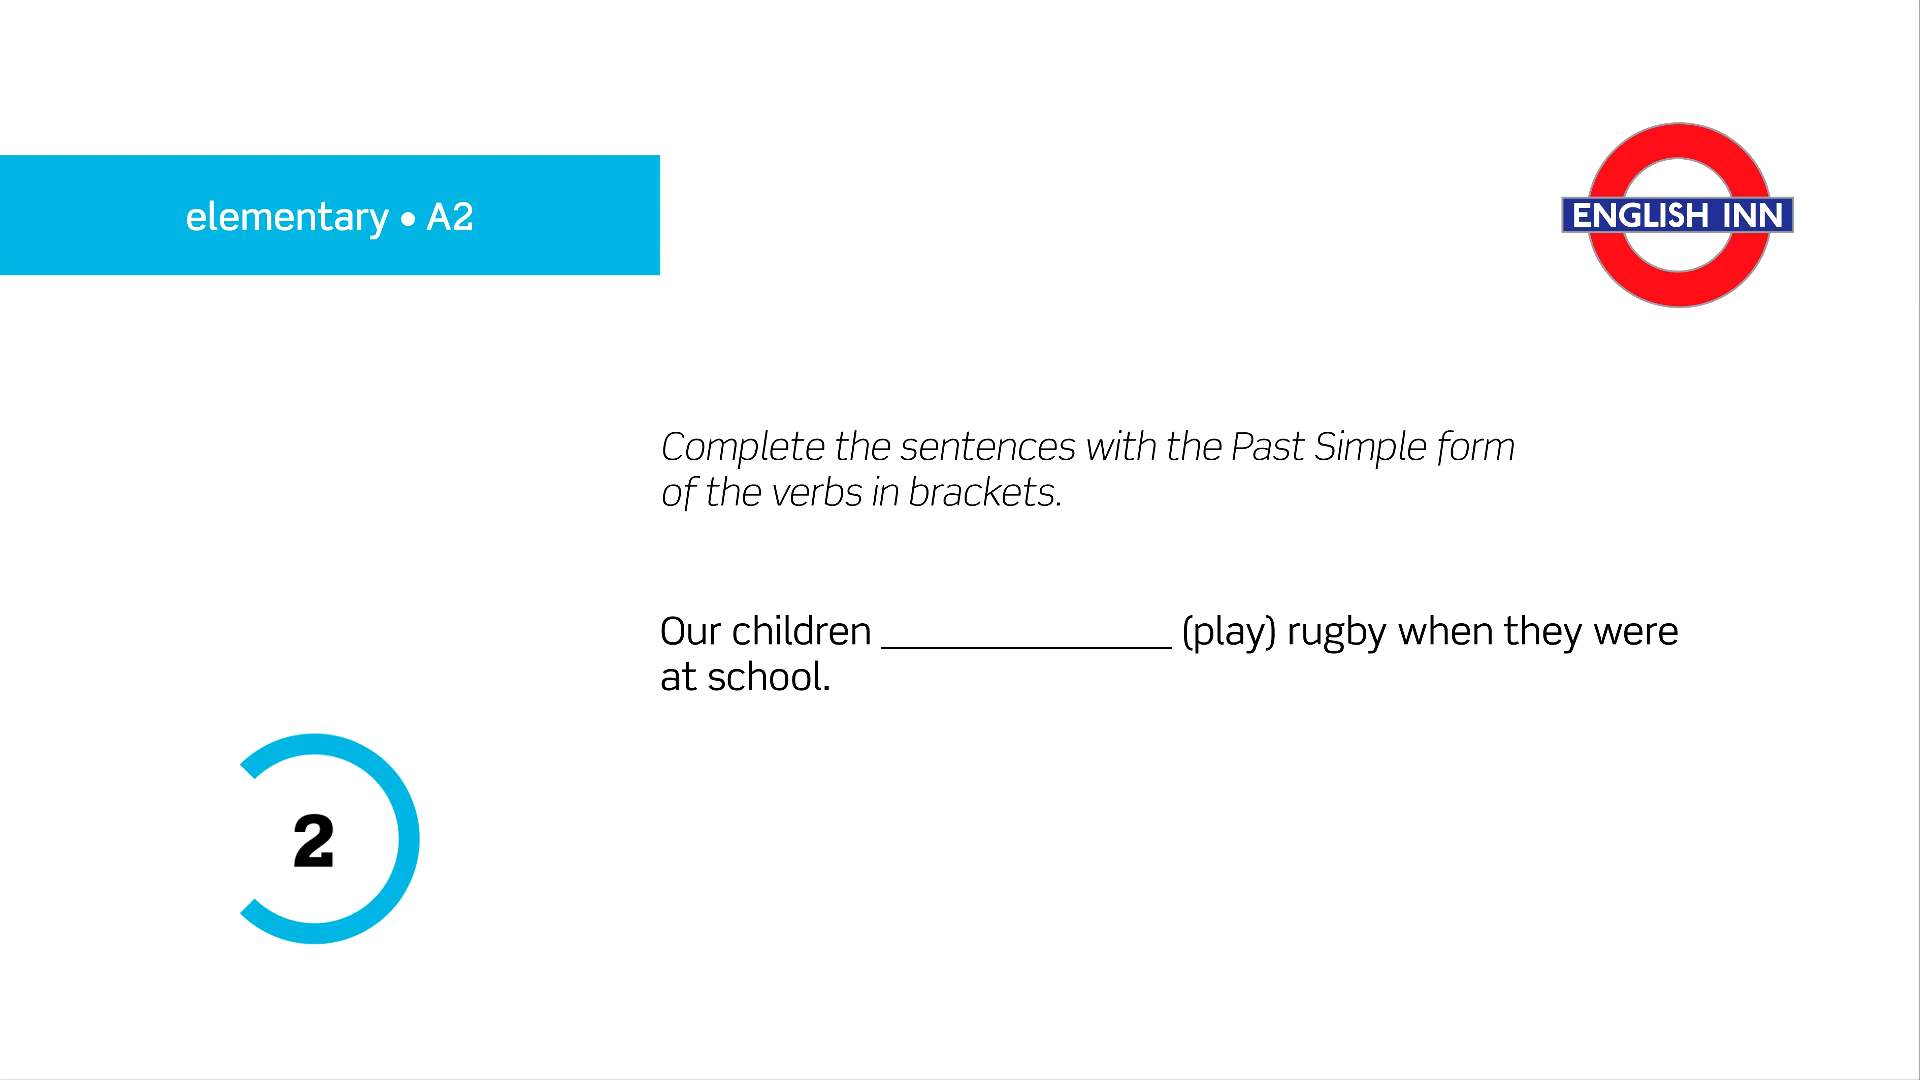 elementary • A2
ENGLISH INN
Complete the sentences with the Past Simple form
of the verbs in brackets.
Our children ______________ (play) rugby when they were
at school.
2